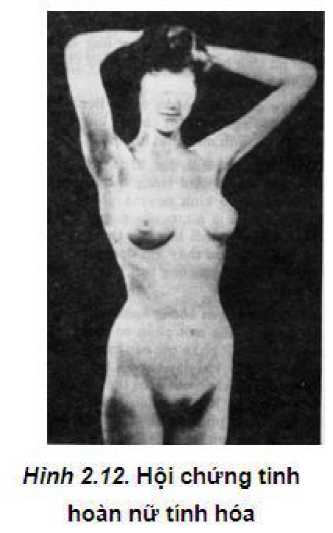 Hình 2.12. Hội chứng tinh
hoàn nữ tính hóa